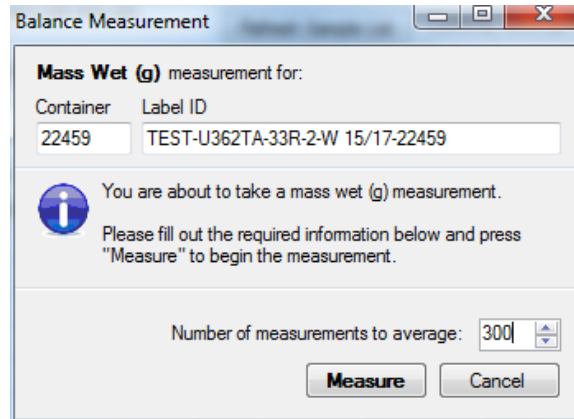 Balance Measurement
Mass Wet (g) measurement for:
Container Label ID
22459 TEST-U362TA-33R-2-W 15/17-22459
You are about to take a mass wet (g) measurement.
Please fill out the required information below and press
"Measure" to begin the measurement.
Number of measurements to average: 300
Measure Cancel